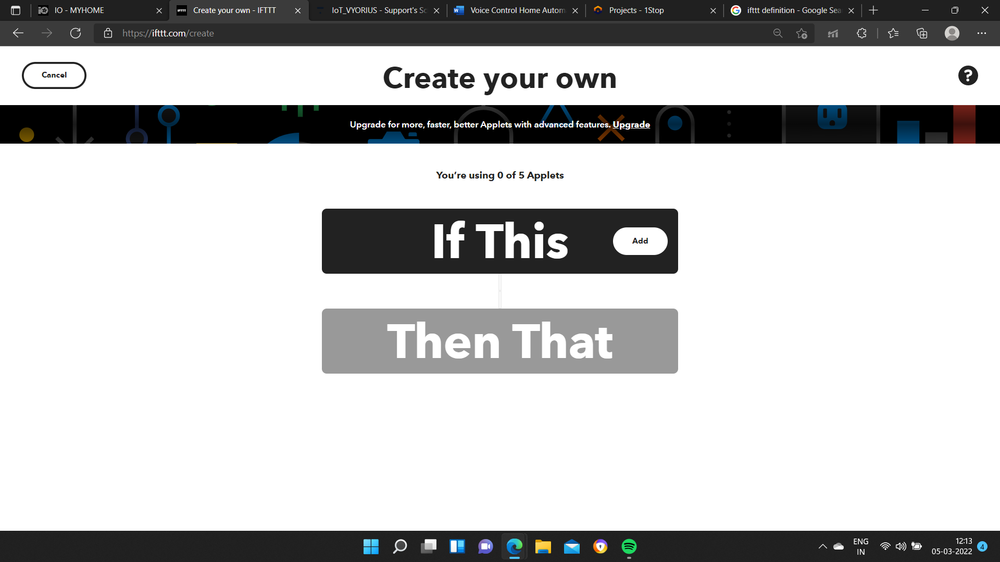 IO - MYHOME
IFTTT
Create your own - IFTTT
IoT_VYORIUS - Support's Sc
Voice Control Home Autom
Projects - 1Stop
ifttt definition - Google Sea
https://ifttt.com/create
Cancel
Create your own
?
Upgrade for more, faster, better Applets with advanced features. Upgrade
You’re using 0 of 5 Applets
If This
Add
Then That
ENG
IN
12:13
05-03-2022
4